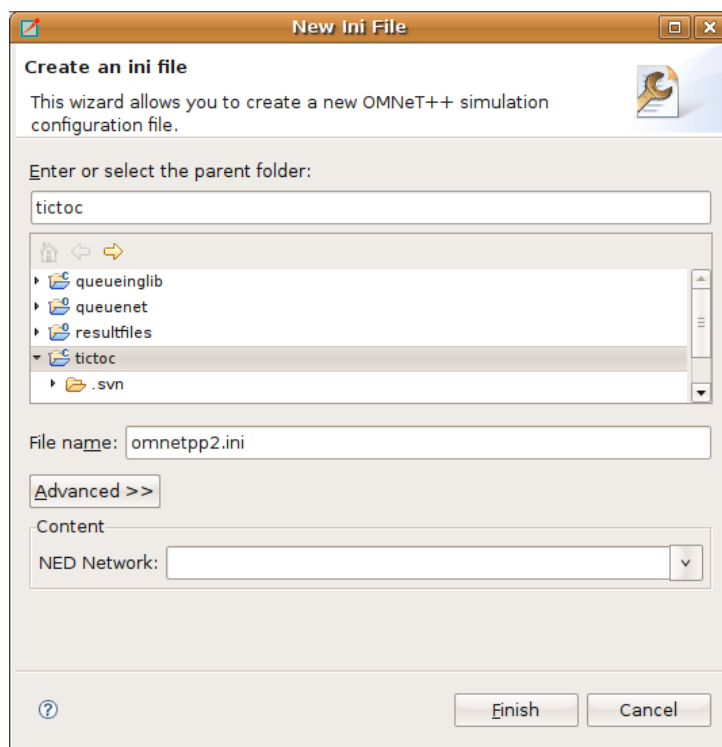 New Ini File
Create an ini file
This wizard allows you to create a new OMNeT++ simulation
configuration file.
Enter or select the parent folder:
tictoc
queueinglib
queuenet
resultfiles
tictoc
.svn
File name: omnetpp2.ini
Advanced >>
Content
NED Network:
Finish Cancel